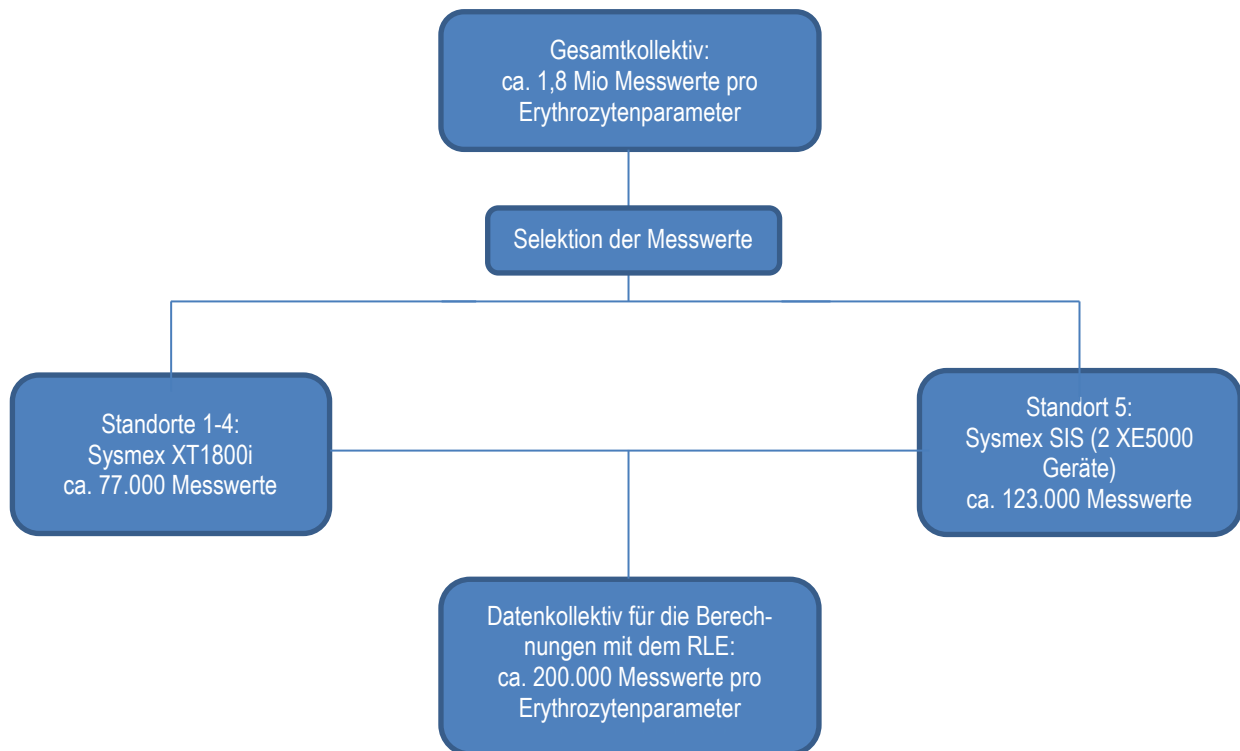 Gesamtkollektiv:
ca. 1,8 Mio Messwerte pro
Erythrozytenparameter
Selektion der Messwerte
Standorte 1-4:
Sysmex XT1800i
ca. 77.000 Messwerte
Standort 5:
Sysmex SIS (2 XE5000
Geräte)
ca. 123.000 Messwerte
Datenkollektiv für die Berech-
nungen mit dem RLE:
ca. 200.000 Messwerte pro
Erythrozytenparameter